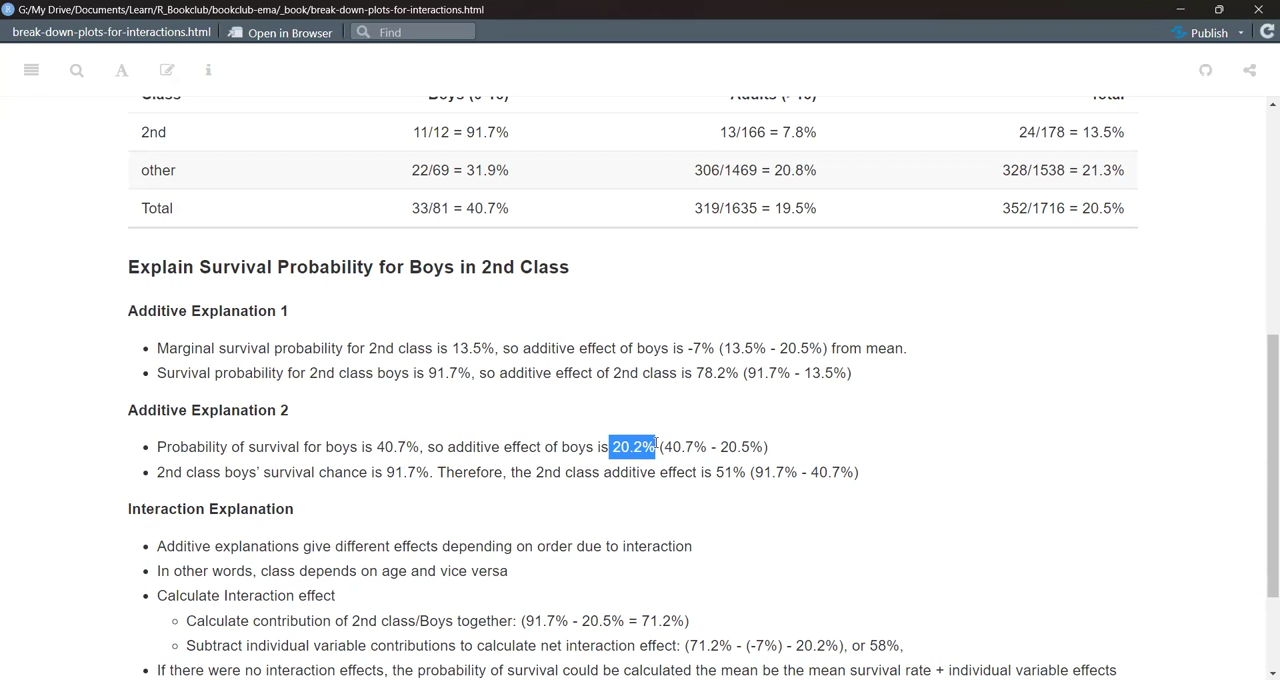 G:/My Drive/Documents/Learn/R_Bookclub/bookclub-ema/_book/break-down-plots-for-interactions.html
break-down-plots-for-interactions.html Open in Browser Find Publish
2nd 11/12 = 91.7% 13/166 = 7.8% 24/178 = 13.5%
other 22/69 = 31.9% 306/1469 = 20.8% 328/1538 = 21.3%
Total 33/81 = 40.7% 319/1635 = 19.5% 352/1716 = 20.5%
Explain Survival Probability for Boys in 2nd Class
Additive Explanation 1
• Marginal survival probability for 2nd class is 13.5%, so additive effect of boys is -7% (13.5% - 20.5%) from mean.
• Survival probability for 2nd class boys is 91.7%, so additive effect of 2nd class is 78.2% (91.7% - 13.5%)
Additive Explanation 2
• Probability of survival for boys is 40.7%, so additive effect of boys is 20.2% (40.7% - 20.5%)
• 2nd class boys' survival chance is 91.7%. Therefore, the 2nd class additive effect is 51% (91.7% - 40.7%)
Interaction Explanation
• Additive explanations give different effects depending on order due to interaction
• In other words, class depends on age and vice versa
• Calculate Interaction effect
◦ Calculate contribution of 2nd class/Boys together: (91.7% - 20.5% = 71.2%)
◦ Subtract individual variable contributions to calculate net interaction effect: (71.2% - (-7%) - 20.2%), or 58%,
• If there were no interaction effects, the probability of survival could be calculated the mean be the mean survival rate + individual variable effects